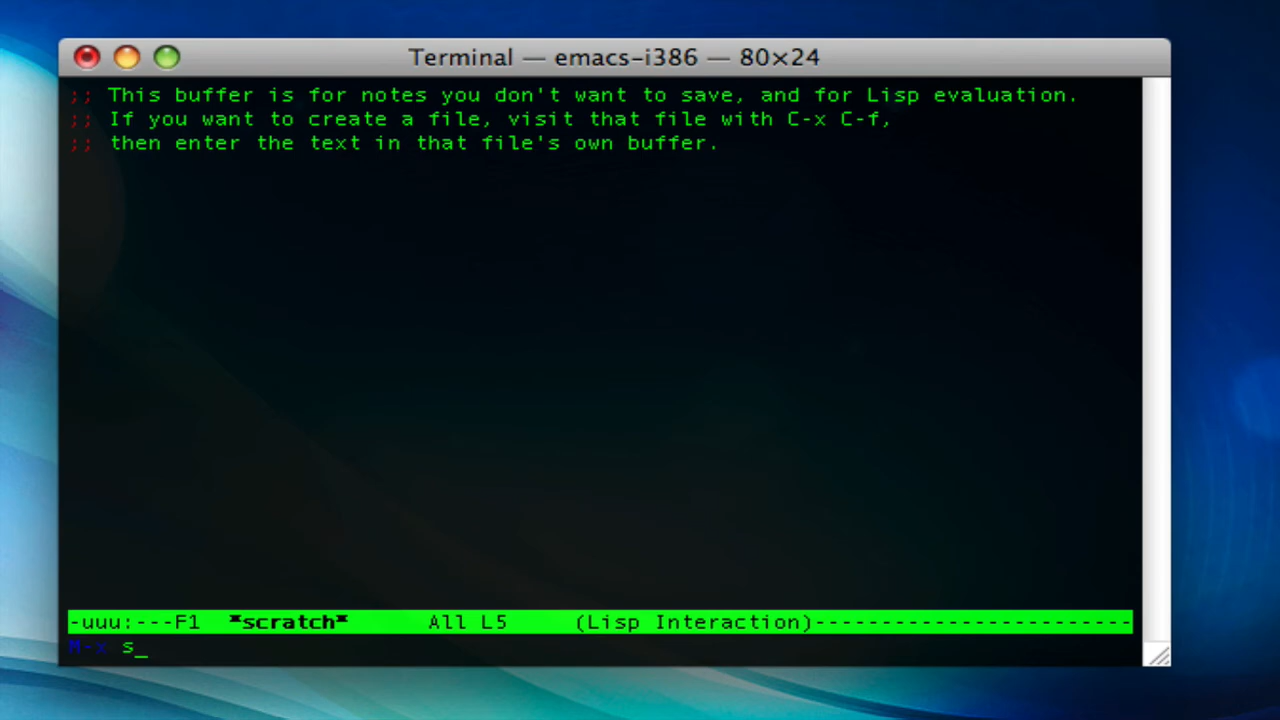 Terminal — emacs-i386 — 80×24
;; This buffer is for notes you don't want to save, and for Lisp evaluation.
;; If you want to create a file, visit that file with C-x C-f,
;; then enter the text in that file's own buffer.
-uuu:---F1  *scratch*      All L5     (Lisp Interaction)------------------------
M-x s_